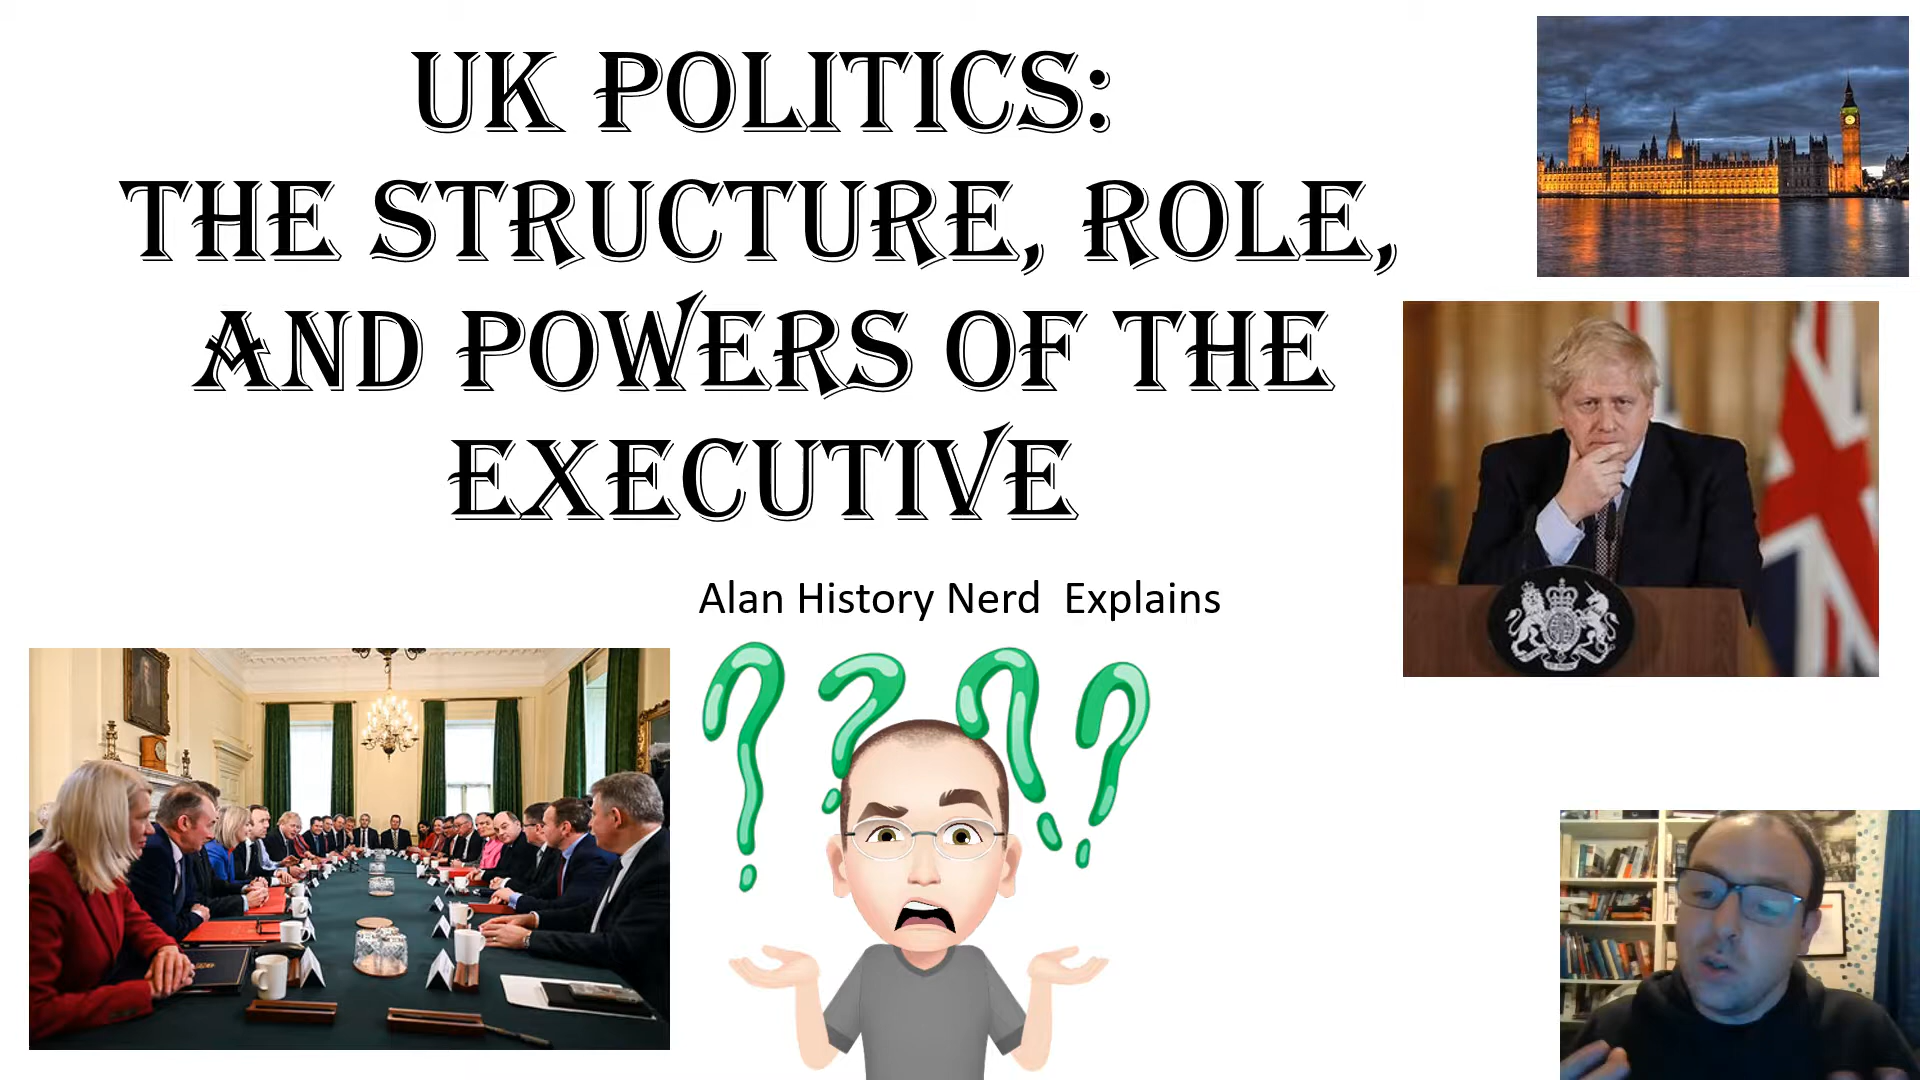 UK POLITICS:
THE STRUCTURE, ROLE,
AND POWERS OF THE
EXECUTIVE
Alan History Nerd  Explains